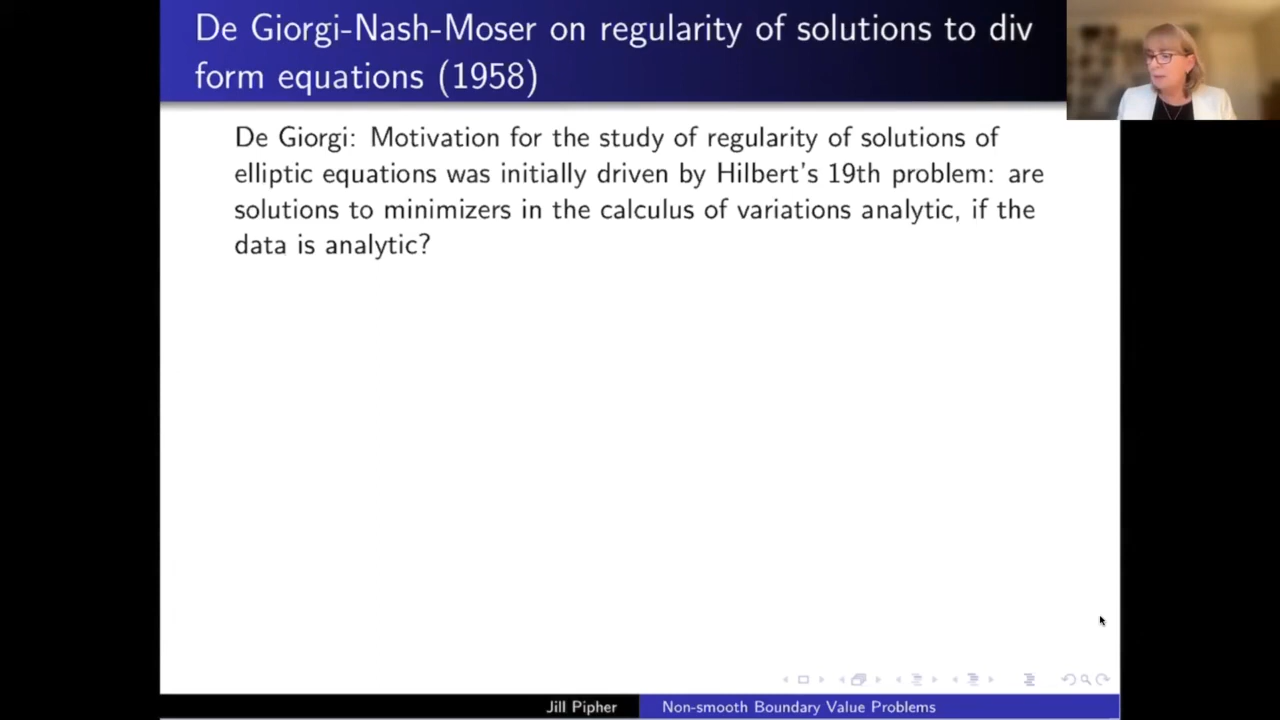 De Giorgi-Nash-Moser on regularity of solutions to div
form equations (1958)
De Giorgi: Motivation for the study of regularity of solutions of
elliptic equations was initially driven by Hilbert's 19th problem: are
solutions to minimizers in the calculus of variations analytic, if the
data is analytic?
Jill Pipher
Non-smooth Boundary Value Problems